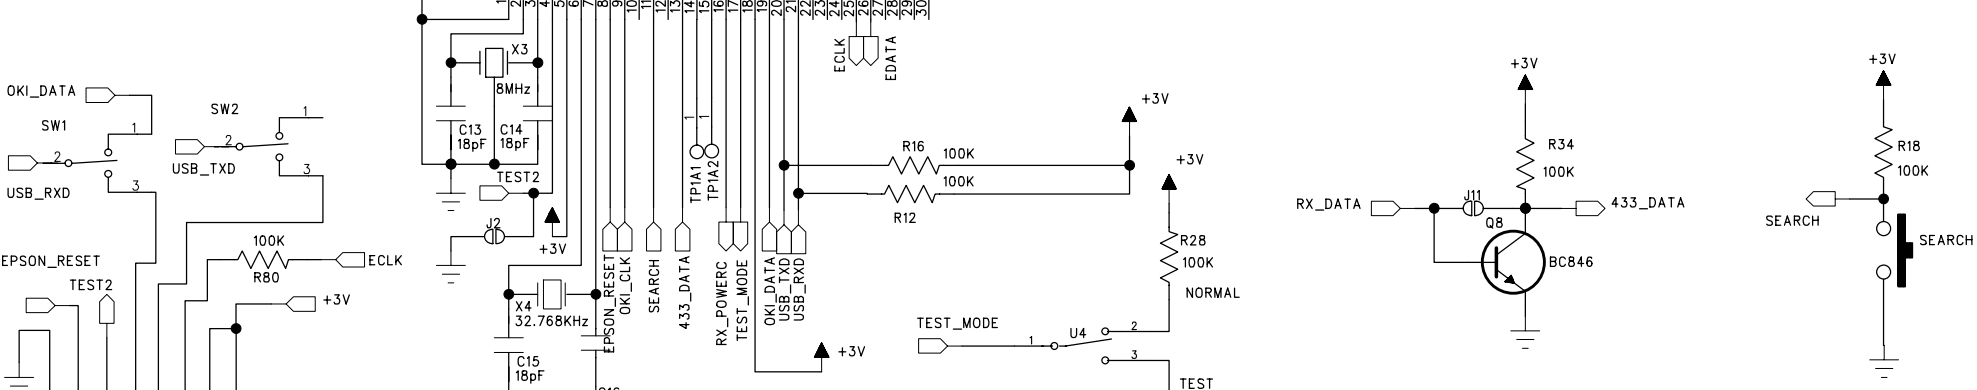 1
2
3
4
5
6
7
8
9
10
11
12
13
14
15
16
17
18
19
20
21
22
23
24
25
26
27
28
29
30
ECLK
EDATA
X3
8MHz
C13
18pF
C14
18pF
OKI_DATA
SW1
1
2
3
USB_RXD
SW2
1
2
3
USB_TXD
EPSON_RESET
TEST2
100K
R80
ECLK
+3V
TEST2
J2
+3V
X4
32.768KHz
C15
18pF
EPSON_RESET
OKI_CLK
SEARCH
433_DATA
1
1
TP1A1
TP1A2
RX_POWERC
TEST_MODE
OKI_DATA
USB_TXD
USB_RXD
+3V
R16
100K
R12
100K
+3V
+3V
R28
100K
NORMAL
TEST_MODE
1
U4
2
3
TEST
+3V
R34
100K
RX_DATA
J11
Q8
433_DATA
BC846
+3V
R18
100K
SEARCH
SEARCH